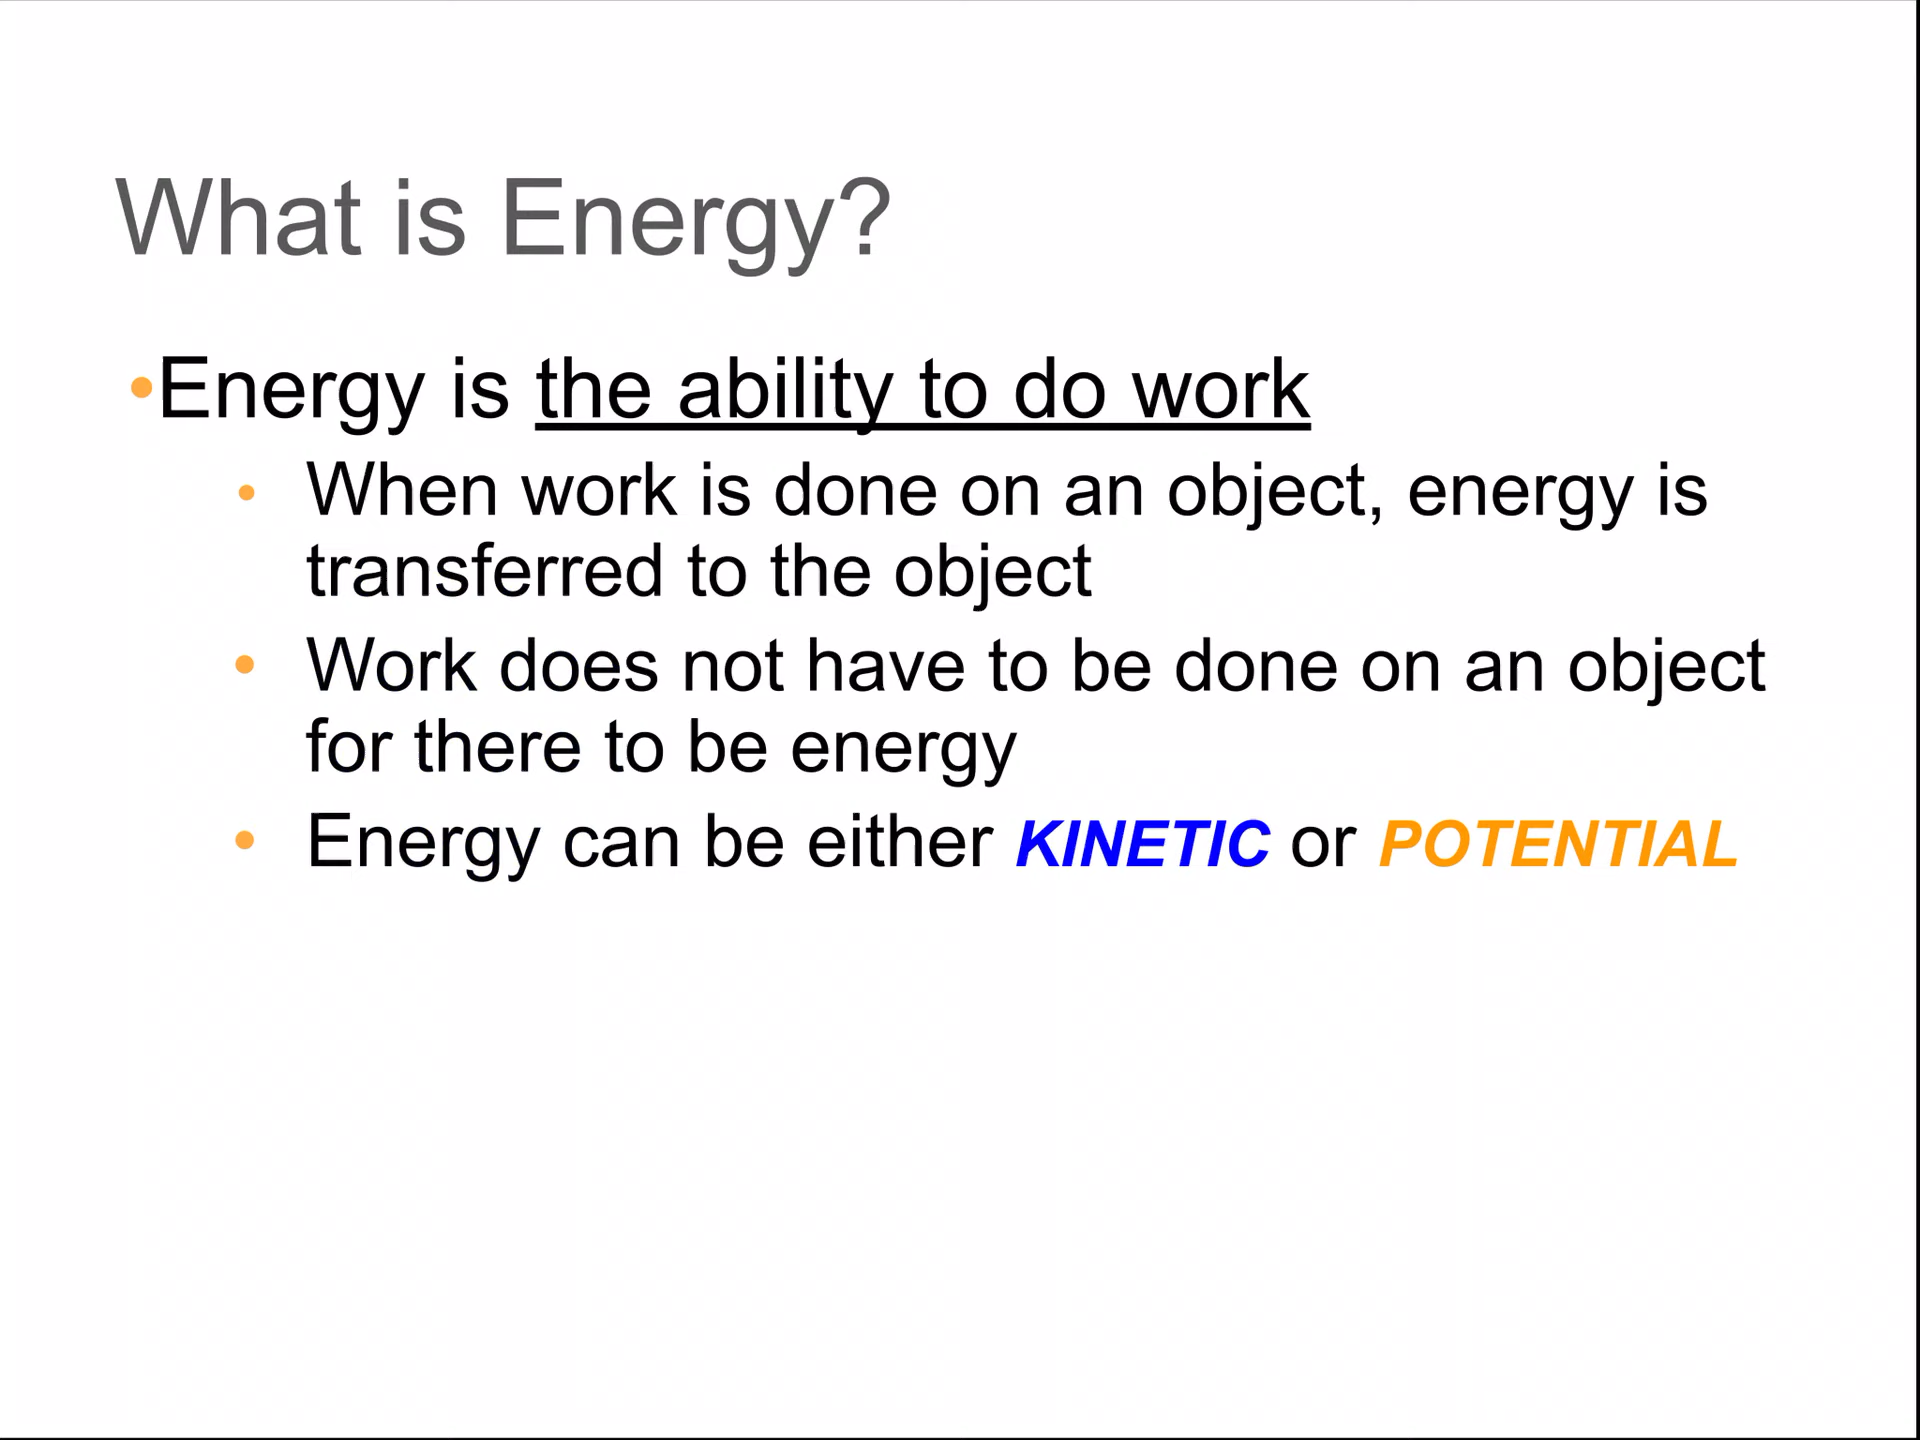 What is Energy?
•Energy is the ability to do work
• When work is done on an object, energy is
transferred to the object
• Work does not have to be done on an object
for there to be energy
• Energy can be either KINETIC or POTENTIAL